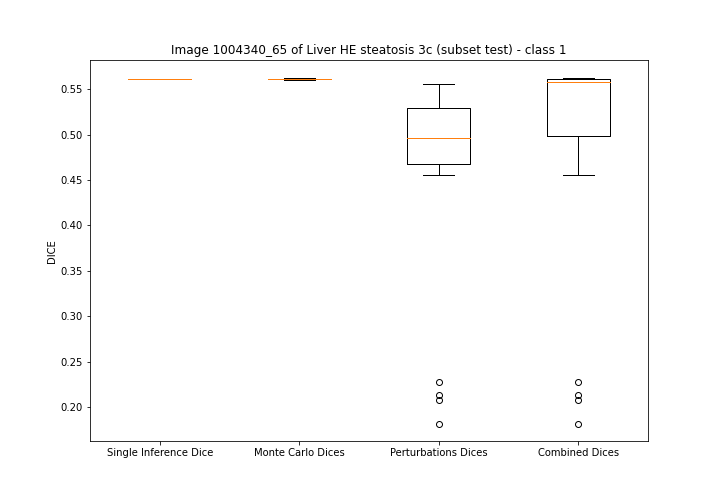 Image 1004340_65 of Liver HE steatosis 3c (subset test) - class 1
0.55
0.50
0.45
0.40
0.35
0.30
0.25
0.20
DICE
Single Inference Dice
Monte Carlo Dices
Perturbations Dices
Combined Dices